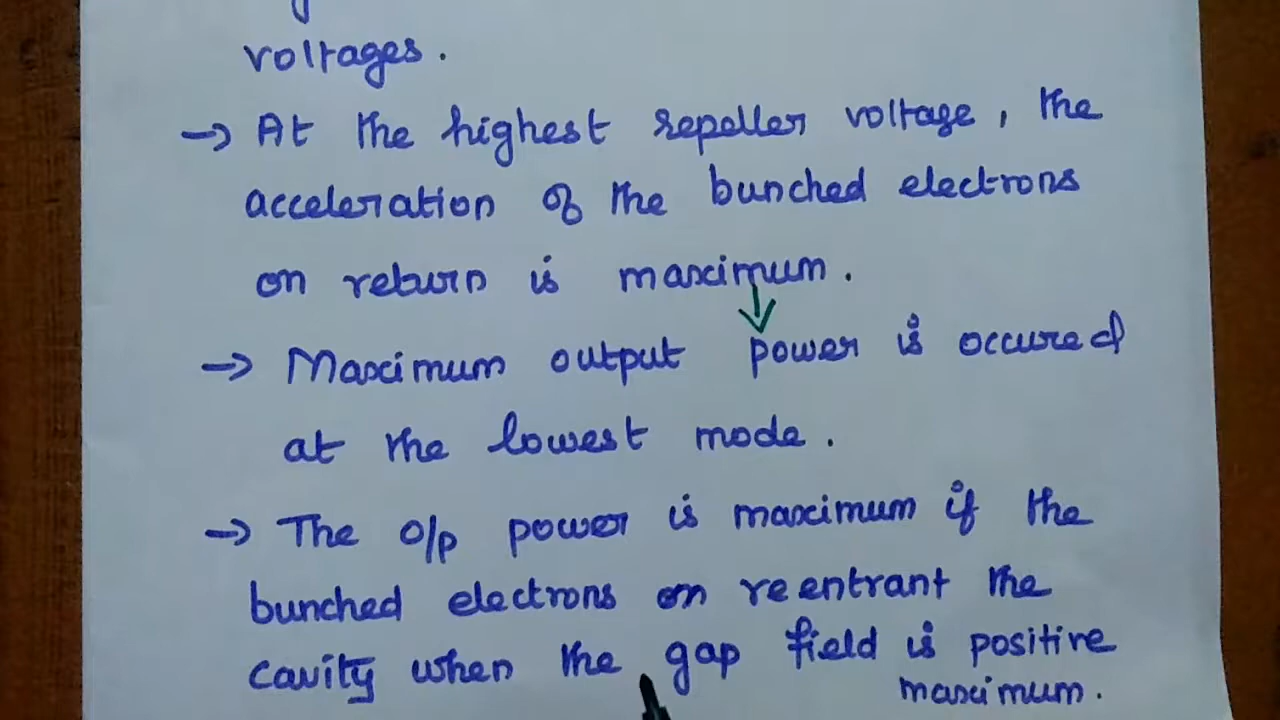 voltages.
→ At the highest repeller voltage, the
acceleration of the bunched electrons
on return is maximum.
→ Maximum output power is occured
at the lowest mode.
→ The o/p power is maximum if the
bunched electrons on reentrant the
cavity when the gap field is positive
maximum.